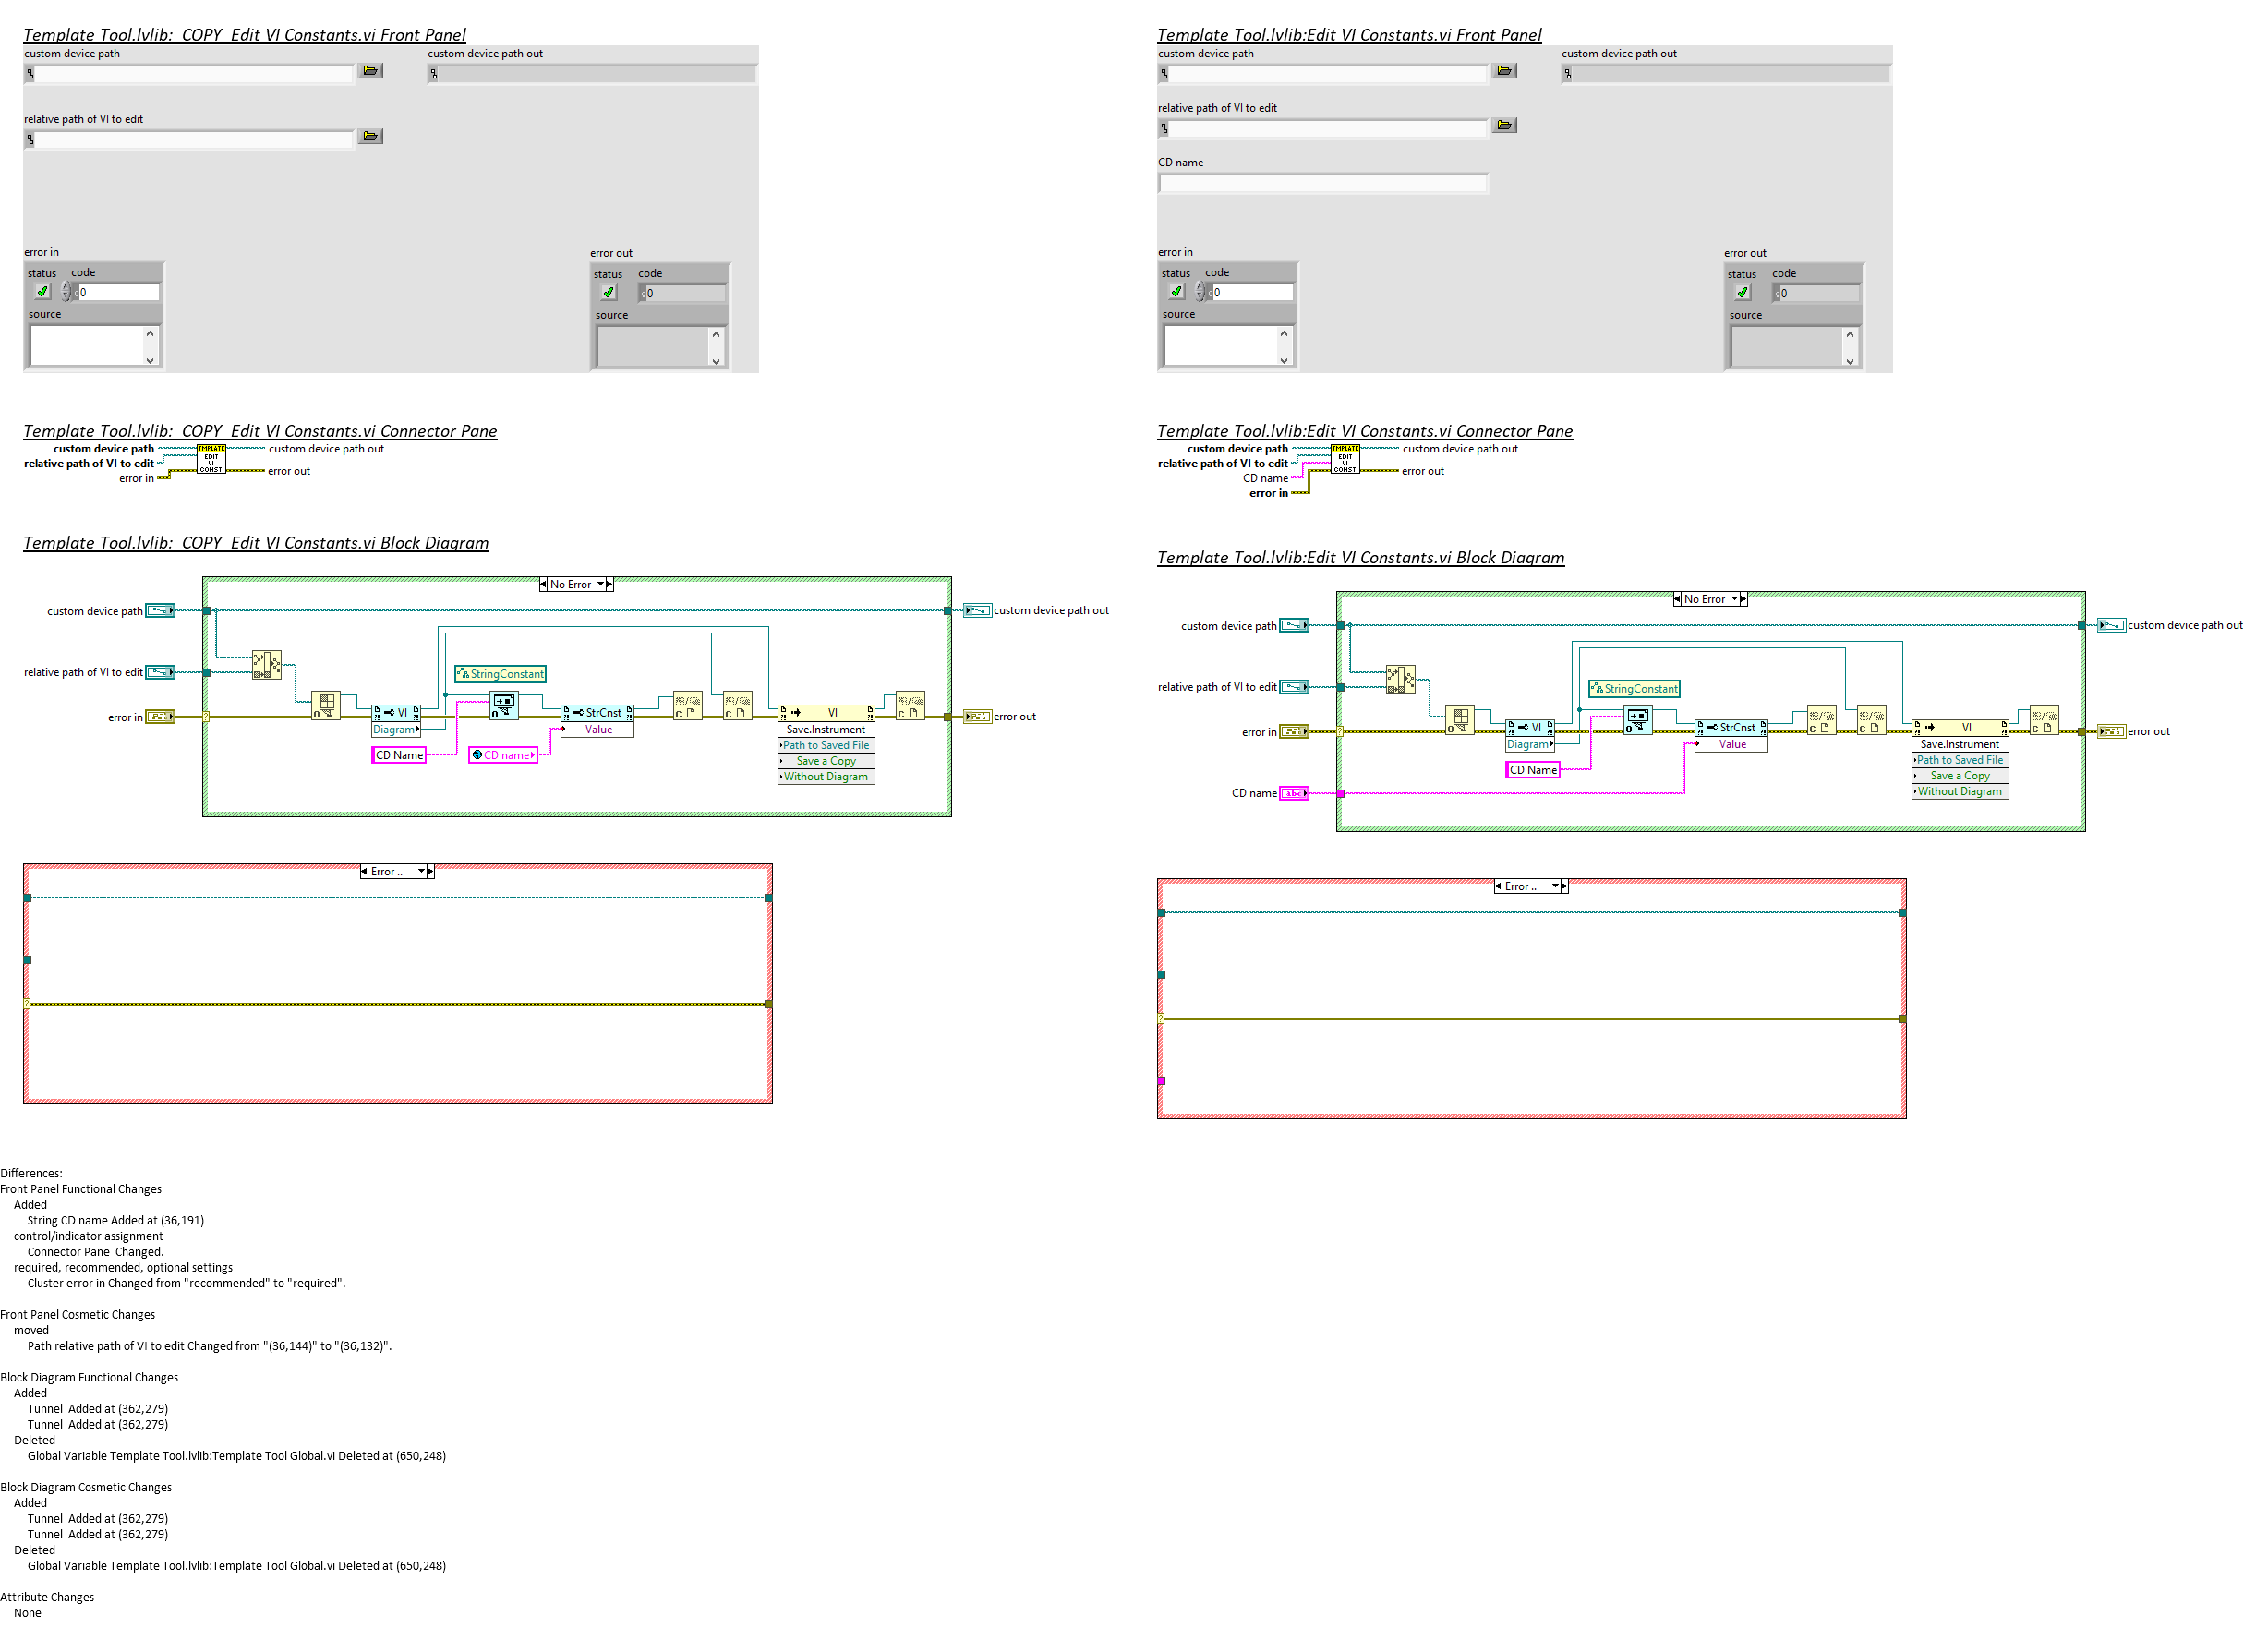 Template Tool.lvlib:  COPY  Edit VI Constants.vi Front Panel
custom device path
custom device path out
relative path of VI to edit
error in
status
code
0
source
error out
status
code
0
source
Template Tool.lvlib:  COPY  Edit VI Constants.vi Connector Pane
custom device path
TMPLATE
EDIT
VI
CONST
custom device path out
relative path of VI to edit
error in
error out
Template Tool.lvlib:  COPY  Edit VI Constants.vi Block Diagram
No Error
custom device path
custom device path out
relative path of VI to edit
StringConstant
error in
VI
Diagram
StrCnst
Value
VI
Save.Instrument
Path to Saved File
Save a Copy
Without Diagram
error out
CD Name
CD name
Error ..
Template Tool.lvlib:Edit VI Constants.vi Front Panel
custom device path
custom device path out
relative path of VI to edit
CD name
error in
status
code
0
source
error out
status
code
0
source
Template Tool.lvlib:Edit VI Constants.vi Connector Pane
custom device path
TMPLATE
EDIT
VI
CONST
custom device path out
relative path of VI to edit
CD name
error in
error out
Template Tool.lvlib:Edit VI Constants.vi Block Diagram
No Error
custom device path
custom device path out
relative path of VI to edit
StringConstant
error in
VI
Diagram
StrCnst
Value
VI
Save.Instrument
Path to Saved File
Save a Copy
Without Diagram
error out
CD Name
CD name
abc
Error ..
Differences:
Front Panel Functional Changes
Added
String CD name Added at (36,191)
control/indicator assignment
Connector Pane  Changed.
required, recommended, optional settings
Cluster error in Changed from "recommended" to "required".
Front Panel Cosmetic Changes
moved
Path relative path of VI to edit Changed from "(36,144)" to "(36,132)".
Block Diagram Functional Changes
Added
Tunnel  Added at (362,279)
Tunnel  Added at (362,279)
Deleted
Global Variable Template Tool.lvlib:Template Tool Global.vi Deleted at (650,248)
Block Diagram Cosmetic Changes
Added
Tunnel  Added at (362,279)
Tunnel  Added at (362,279)
Deleted
Global Variable Template Tool.lvlib:Template Tool Global.vi Deleted at (650,248)
Attribute Changes
None